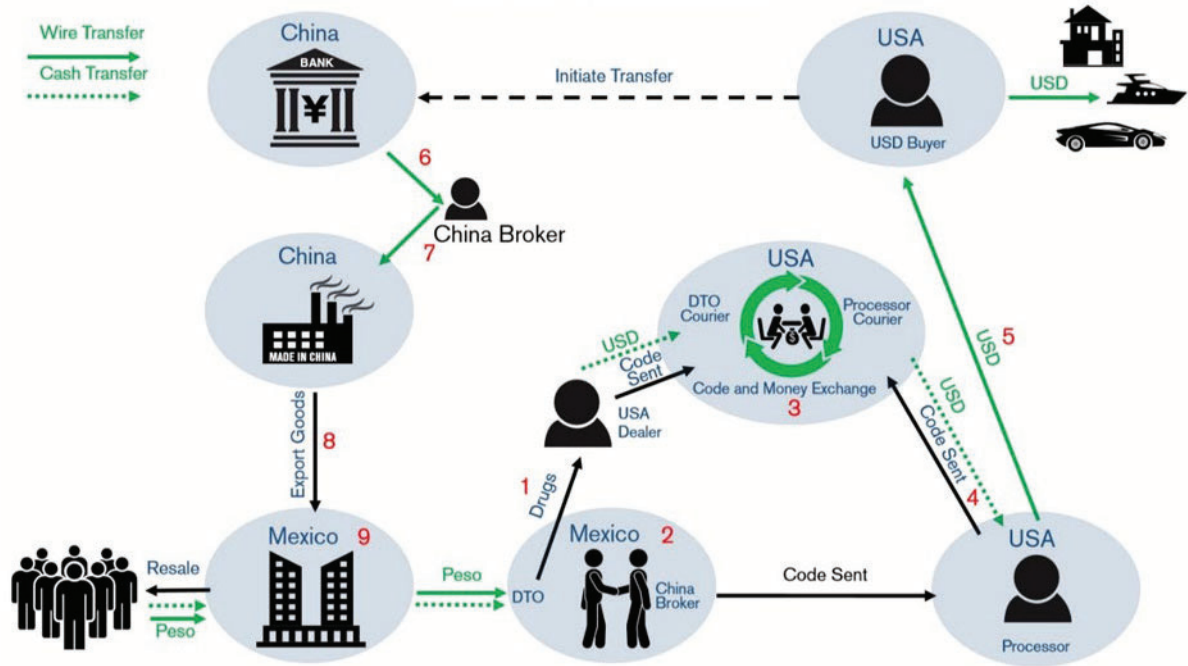 Wire Transfer
Cash Transfer
China
BANK
¥
Initiate Transfer
USA
USD Buyer
USD
6
China Broker
7
China
MADE IN CHINA
USA
DTO
Courier
Processor
Courier
$
Code and Money Exchange
3
USD
Code
Sent
USA
Dealer
5
USD
USD
Code Sent
4
Export Goods
8
1
Drugs
Mexico
9
Resale
Peso
Peso
Mexico
2
DTO
China
Broker
Code Sent
USA
Processor